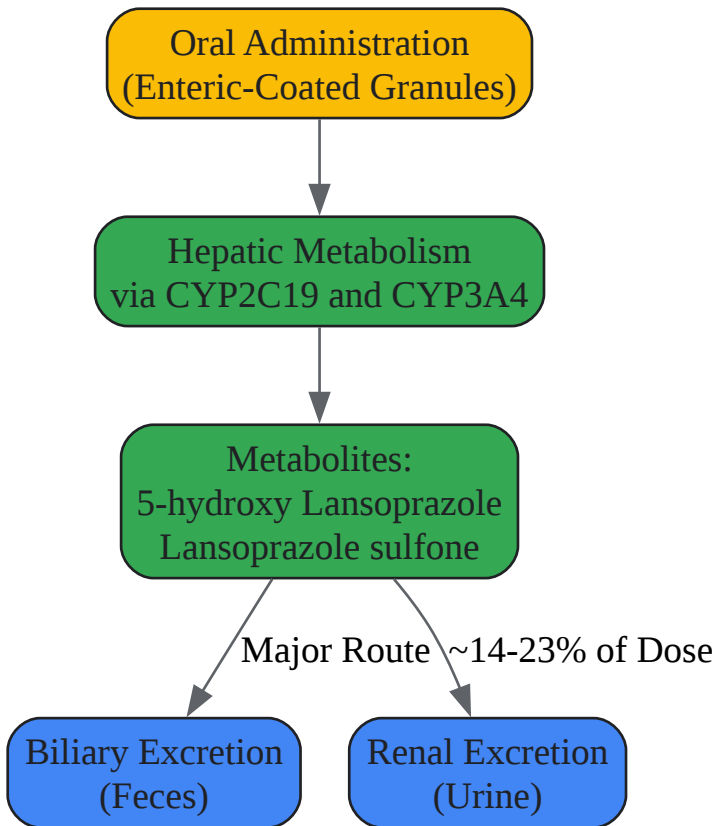 Oral Administration
(Enteric-Coated Granules)
Hepatic Metabolism
via CYP2C19 and CYP3A4
Metabolites:
5-hydroxy Lansoprazole
Lansoprazole sulfone
Major Route
~14-23% of Dose
Biliary Excretion
(Feces)
Renal Excretion
(Urine)